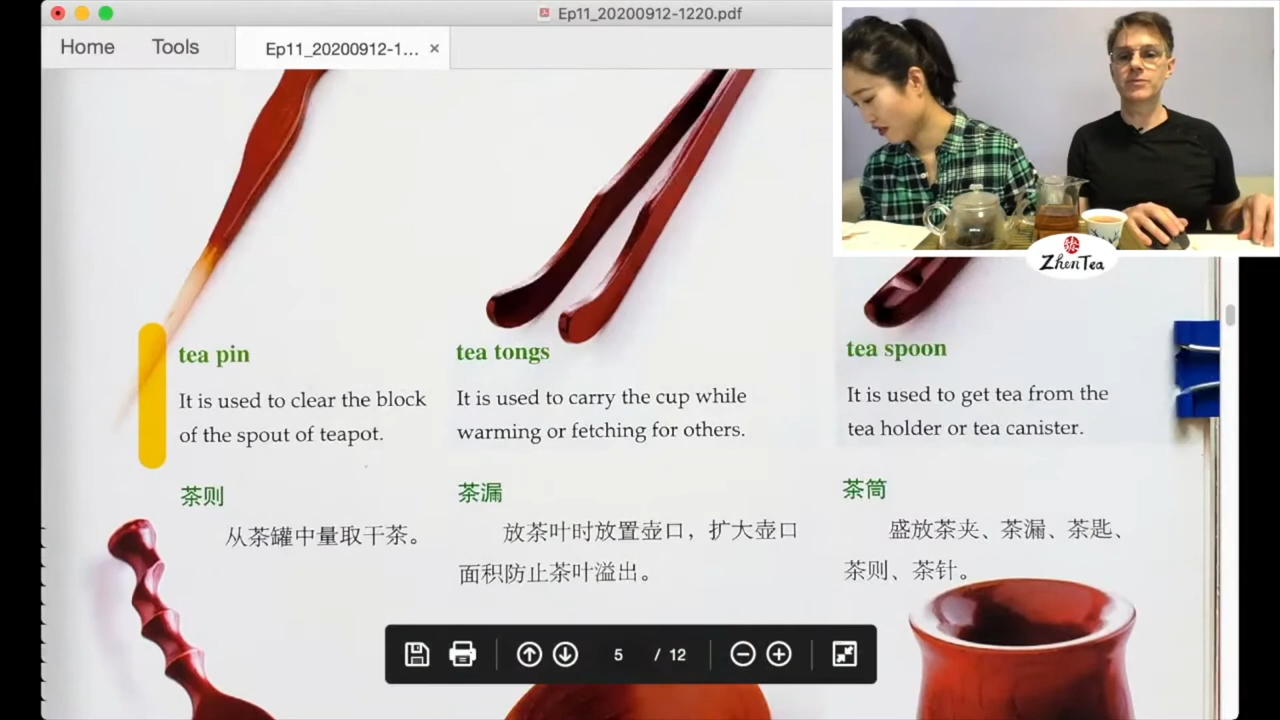 Ep11_20200912-1220.pdf
Home
Tools
Ep11_20200912-1... ×
Zhen Tea
tea pin
It is used to clear the block
of the spout of teapot.
tea tongs
It is used to carry the cup while
warming or fetching for others.
tea spoon
It is used to get tea from the
tea holder or tea canister.
茶则
从茶罐中量取干茶。
茶漏
放茶叶时放置壶口，扩大壶口
面积防止茶叶溢出。
茶筒
盛放茶夹、茶漏、茶匙、
茶则、茶针。
5 / 12